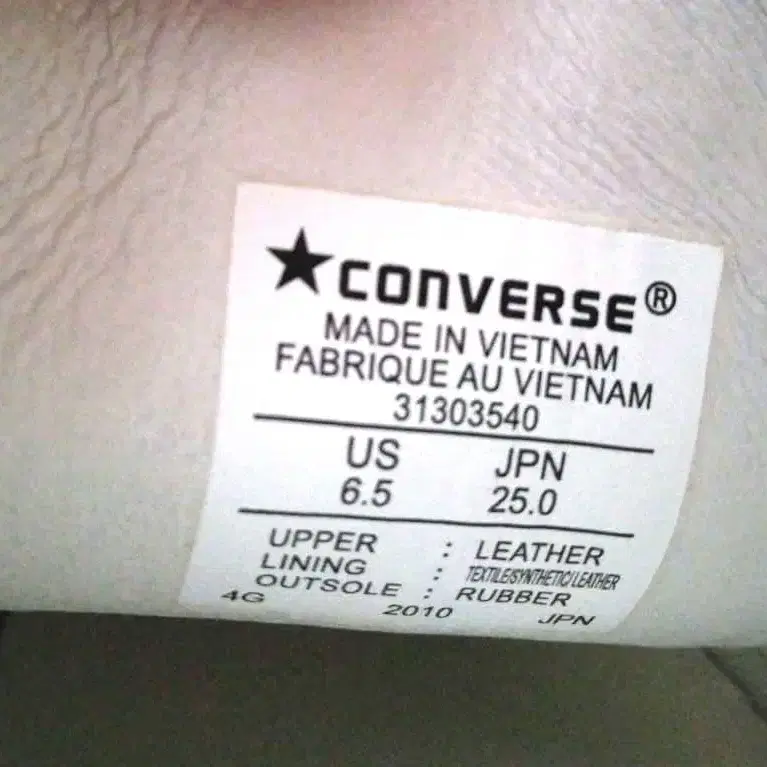 ★CONVERSE®
MADE IN VIETNAM
FABRIQUE AU VIETNAM
31303540
US JPN
6.5 25.0
UPPER : LEATHER
LINING : TEXTILE/SYNTHETIC/LEATHER
OUTSOLE : RUBBER
4G 2010 JPN